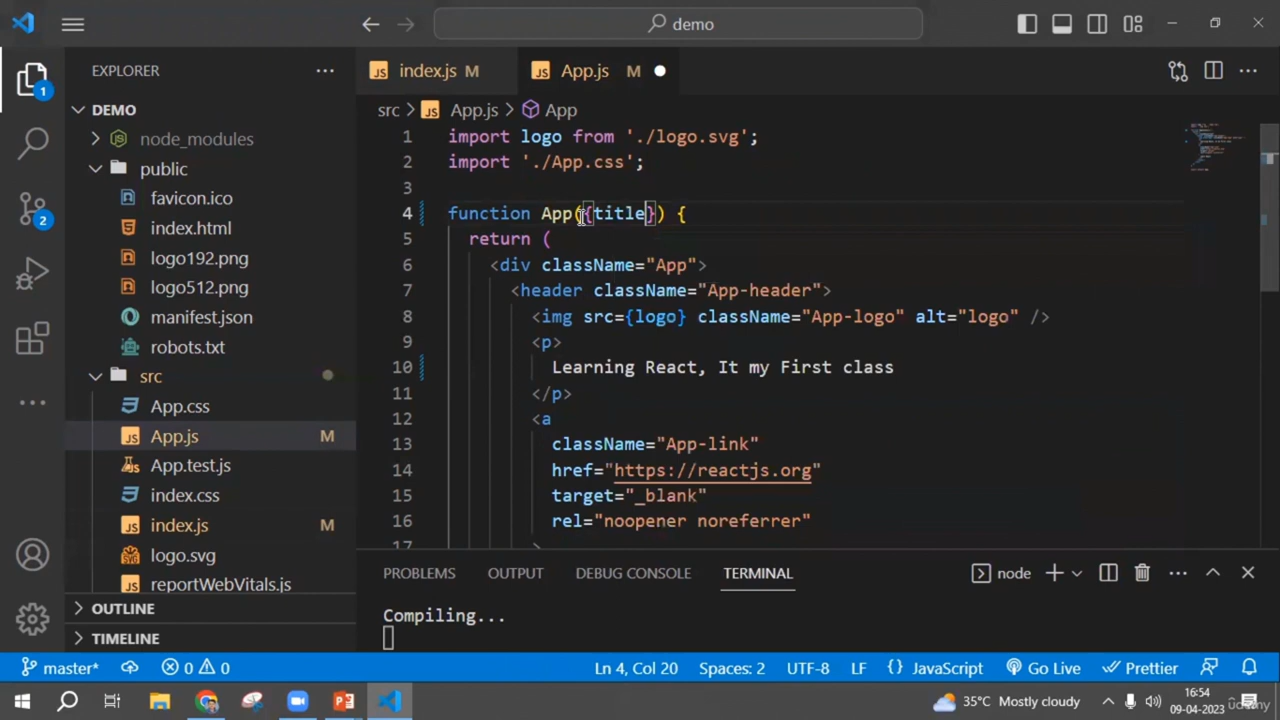 demo
EXPLORER
index.js M
App.js M
DEMO
src > App.js > App
node_modules
public
favicon.ico
index.html
logo192.png
logo512.png
manifest.json
robots.txt
src
App.css
App.js M
App.test.js
index.css
index.js M
logo.svg
reportWebVitals.js
OUTLINE
TIMELINE
1
2
1 import logo from './logo.svg';
2 import './App.css';
3
4 function App({title}) {
5 return (
6 <div className="App">
7 <header className="App-header">
8 <img src={logo} className="App-logo" alt="logo" />
9 <p>
10 Learning React, It my First class
11 </p>
12 <a
13 className="App-link"
14 href="https://reactjs.org"
15 target="_blank"
16 rel="noopener noreferrer"
17 >
PROBLEMS OUTPUT DEBUG CONSOLE TERMINAL node
Compiling...
master* 0 0 Ln 4, Col 20 Spaces: 2 UTF-8 LF {} JavaScript Go Live Prettier
35°C Mostly cloudy 16:54
09-04-2023
udemy